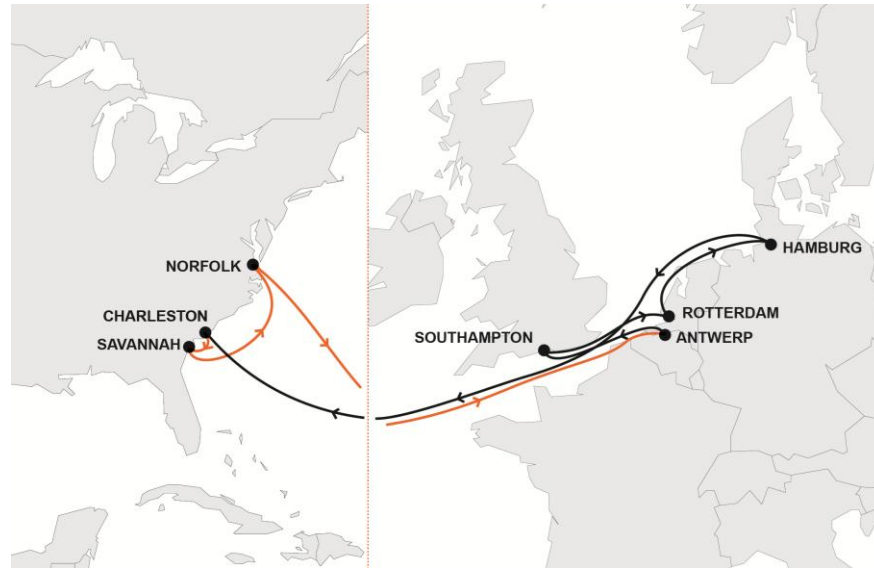 NORFOLK
CHARLESTON
SAVANNAH
HAMBURG
ROTTERDAM
SOUTHAMPTON
ANTWERP